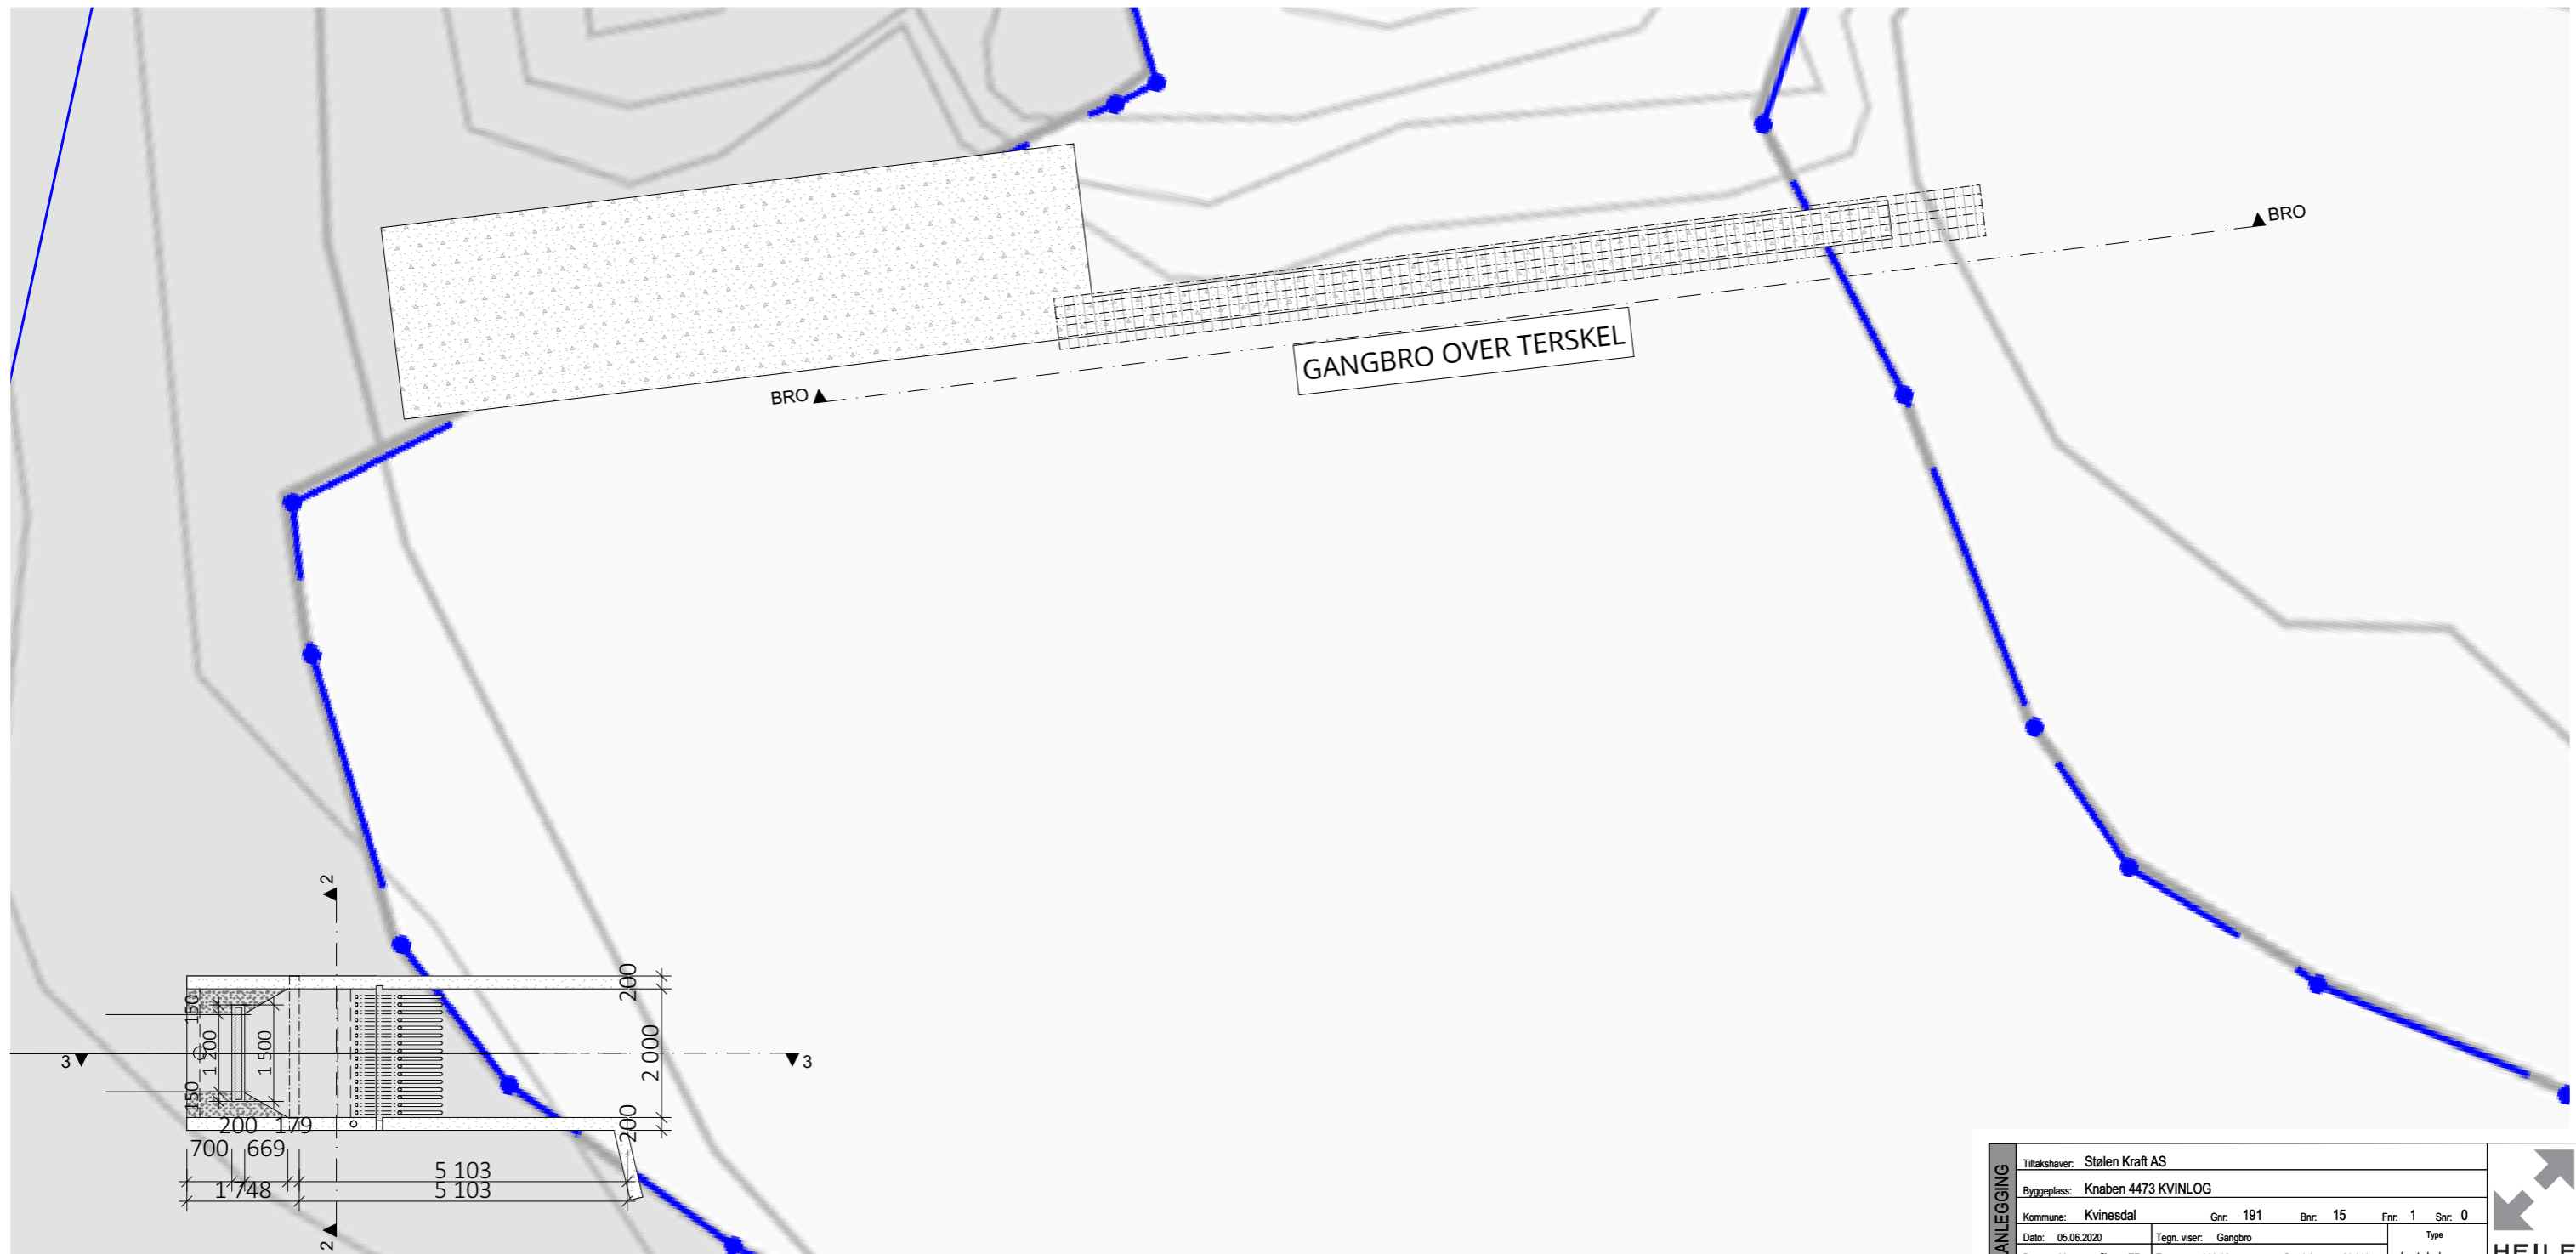 BRO
BRO
GANGBRO OVER TERSKEL
2
200
150
1 200
1 500
2 000
3
3
150
200
179
200
700
669
5 103
1 748
5 103
2
ANLEGGING
Tiltakshaver: Stølen Kraft AS
Byggeplass: Knaben 4473 KVINLOG
Kommune: Kvinesdal Gnr: 191 Bnr: 15 Fnr: 1 Snr: 0
Dato: 05.06.2020 Tegn. viser: Gangbro Type